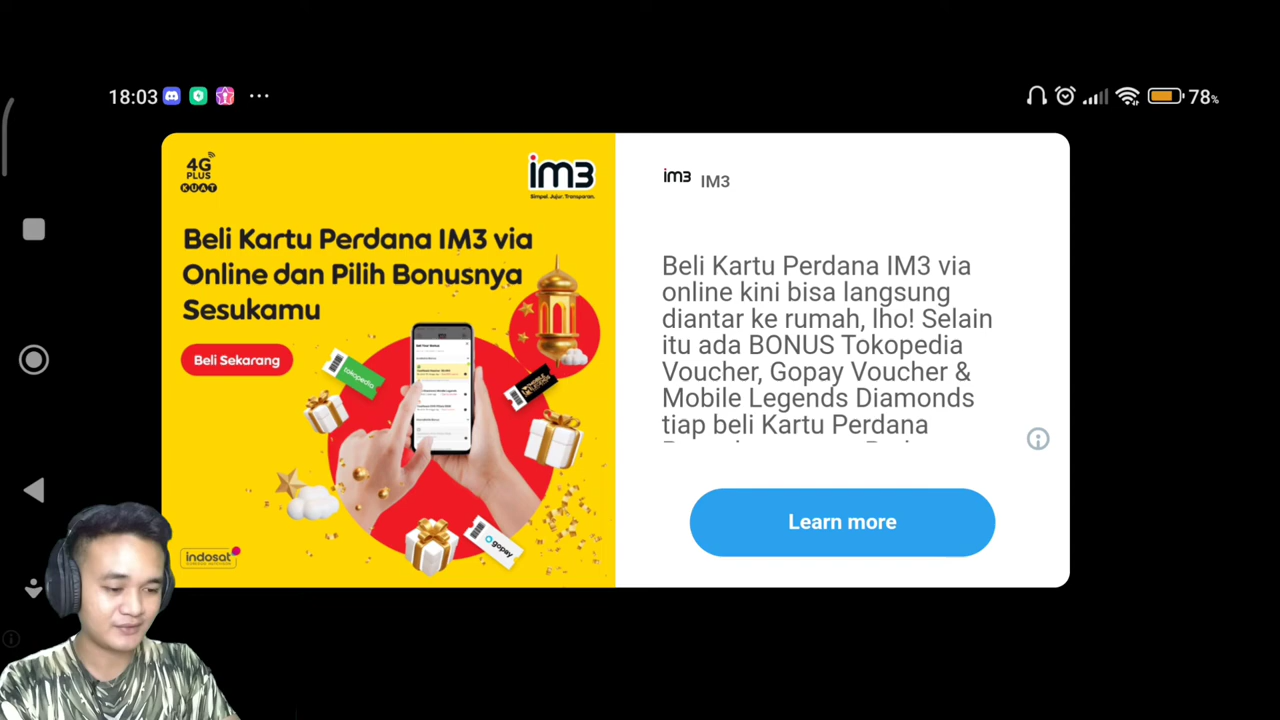 18:03
78%
4G
PLUS
KUAT
im3
Simpel. Jujur. Transparan.
Beli Kartu Perdana IM3 via
Online dan Pilih Bonusnya
Sesukamu
Beli Sekarang
tokopedia
gopay
indosat
im3 IM3
Beli Kartu Perdana IM3 via
online kini bisa langsung
diantar ke rumah, lho! Selain
itu ada BONUS Tokopedia
Voucher, Gopay Voucher &
Mobile Legends Diamonds
tiap beli Kartu Perdana
Learn more